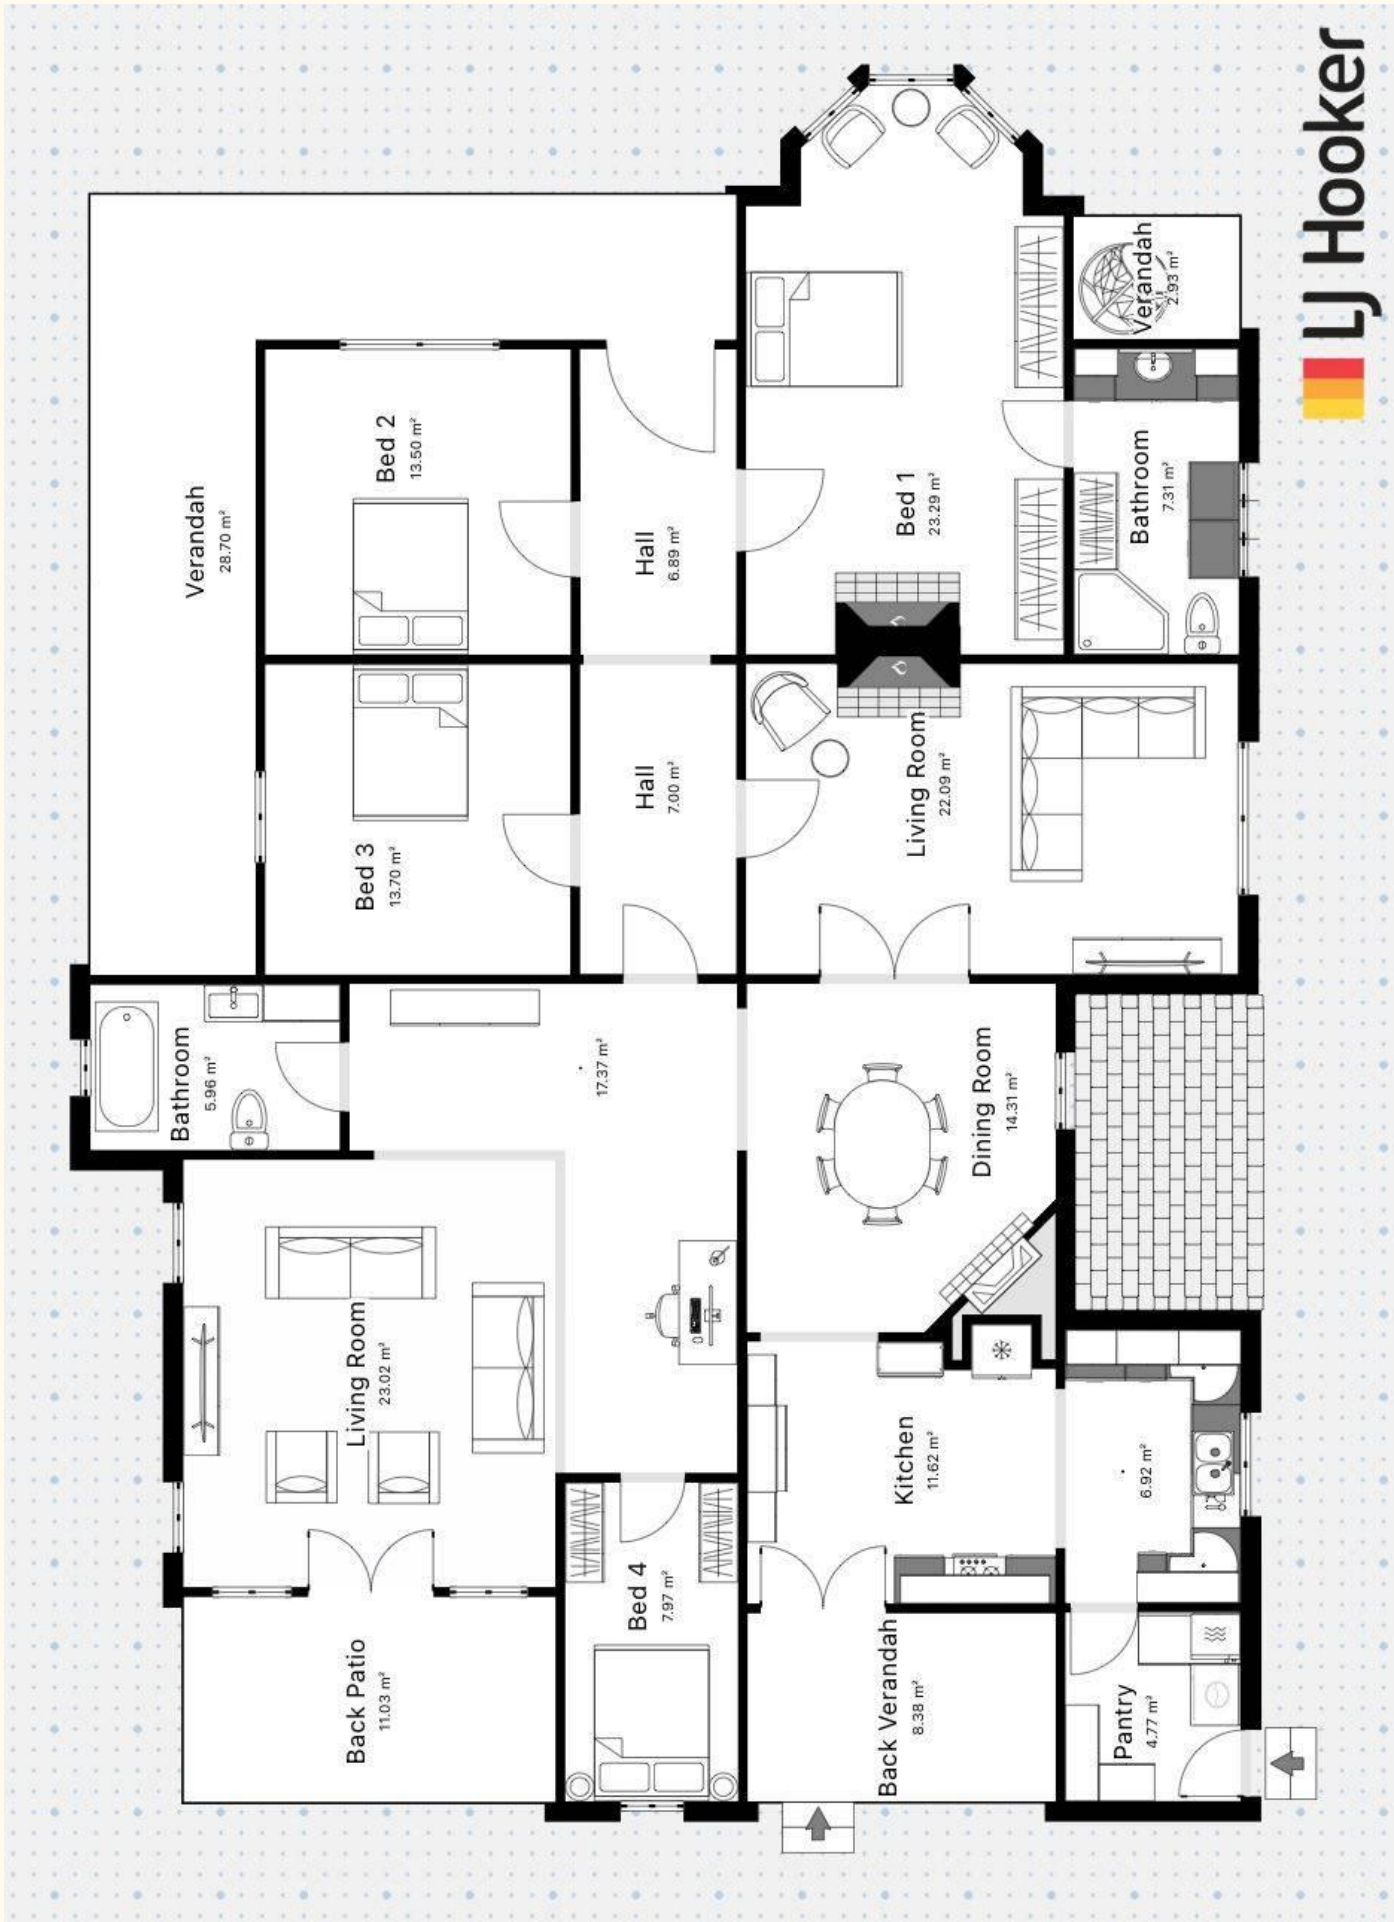 LJ Hooker
Verandah
28.70 m²
Bed 2
13.50 m²
Hall
6.89 m²
Bed 1
23.29 m²
Verandah
2.93 m²
Bathroom
7.31 m²
Bed 3
13.70 m²
Hall
7.00 m²
Living Room
22.09 m²
Bathroom
5.96 m²
17.37 m²
Dining Room
14.31 m²
Living Room
23.02 m²
Kitchen
11.62 m²
6.92 m²
Back Patio
11.03 m²
Bed 4
7.97 m²
Back Verandah
8.38 m²
Pantry
4.77 m²